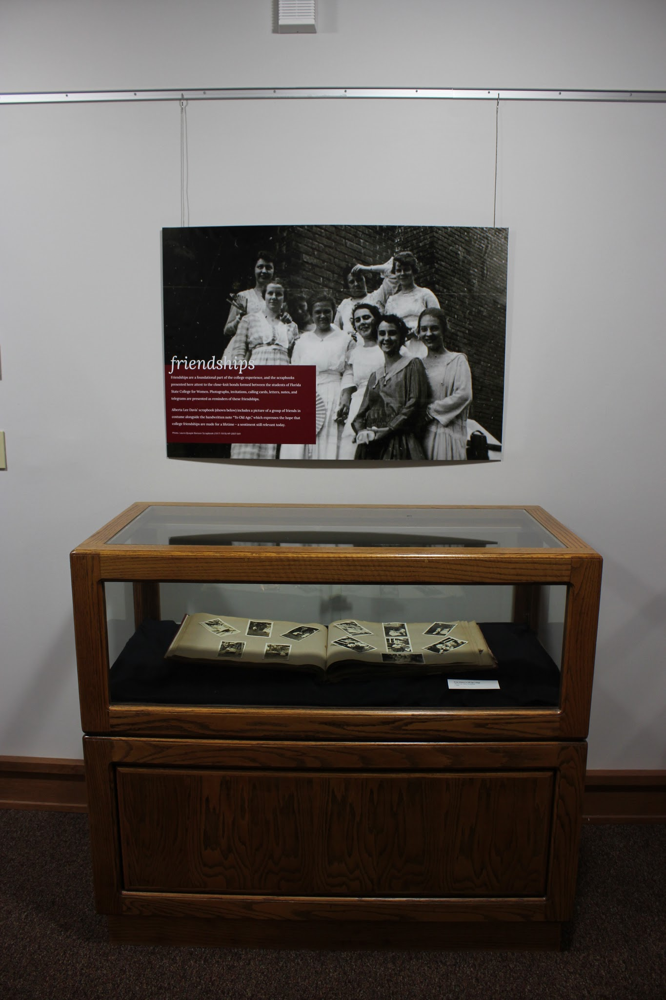 friendships
Friendships are a foundational part of the college experience, and the scrapbooks
presented here attest to the close-knit bonds formed between the students of Florida
State College for Women. Photographs, invitations, calling cards, letters, notes, and
telegrams are presented as reminders of these friendships.
Alberta Lee Davis' scrapbook (shown below) includes a picture of a group of friends in
costume alongside the handwritten note "To Old Age," which expresses the hope that
college friendships are made for a lifetime – a sentiment still relevant today.
Photo: Laura Quayle Benson Scrapbook (1917-1919) HP-2007-041